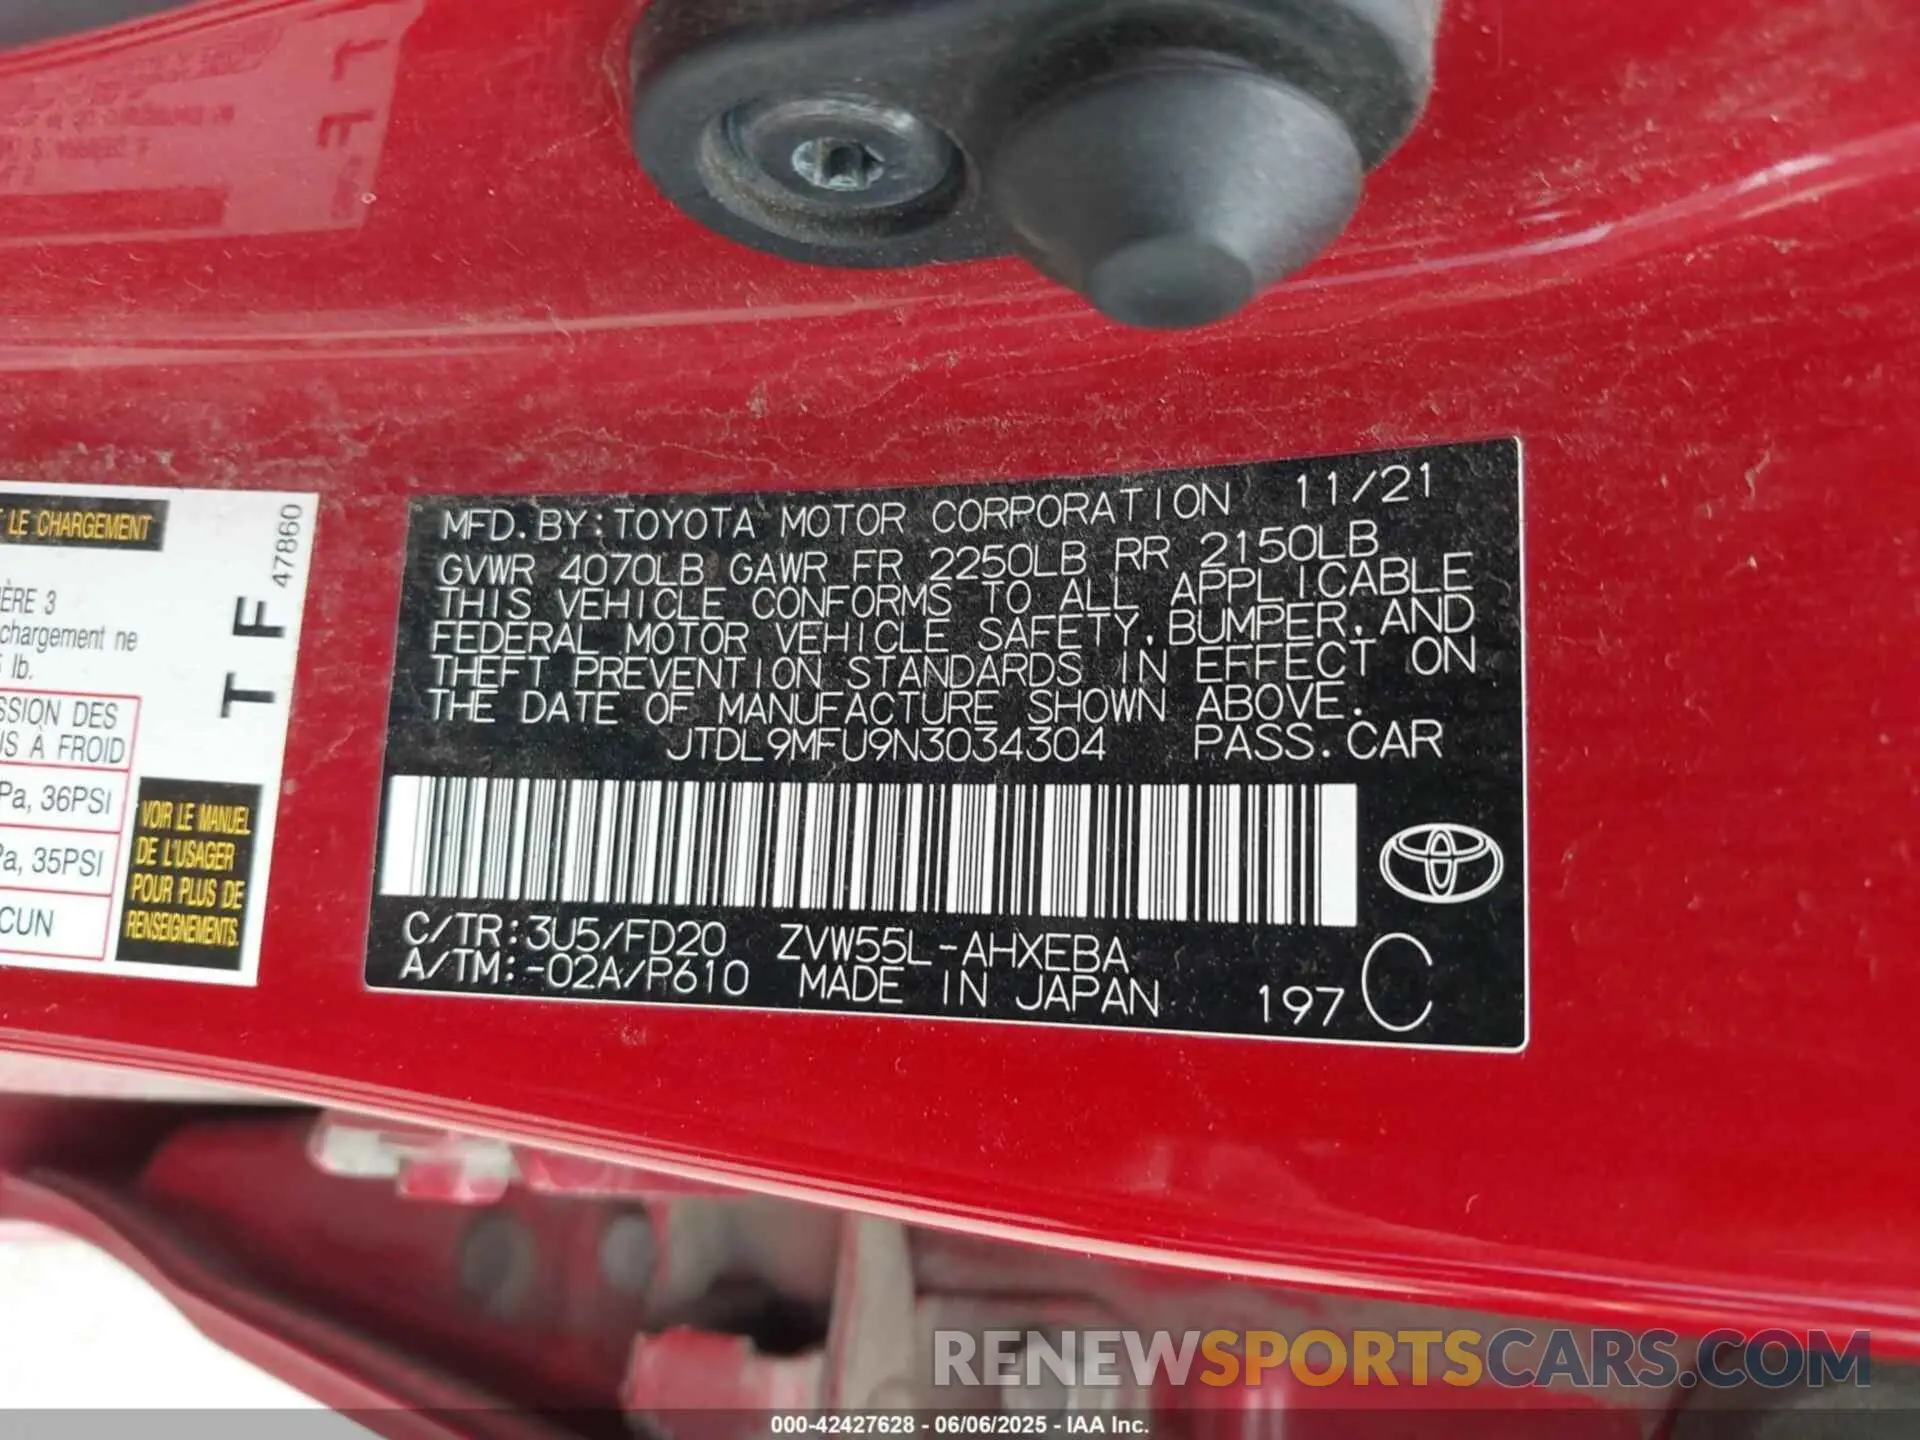 T LE CHARGEMENT
47860
T F
ÈRE 3
chargement ne
lb.
SSION DES
US À FROID
Pa, 36PSI
Pa, 35PSI
CUN
VOIR LE MANUEL
DE L'USAGER
POUR PLUS DE
RENSEIGNEMENTS.
MFD. BY: TOYOTA MOTOR CORPORATION 11/21
GVWR 4070LB GAWR FR 2250LB RR 2150LB
THIS VEHICLE CONFORMS TO ALL APPLICABLE
FEDERAL MOTOR VEHICLE SAFETY, BUMPER, AND
THEFT PREVENTION STANDARDS IN EFFECT ON
THE DATE OF MANUFACTURE SHOWN ABOVE.
JTDL9MFU9N3034304 PASS. CAR
C/TR: 3U5/FD20 ZVW55L-AHXEBA
A/TM: -02A/P610 MADE IN JAPAN 197 C
RENEWSPORTSCARS.COM
000-42427628 - 06/06/2025 - IAA Inc.